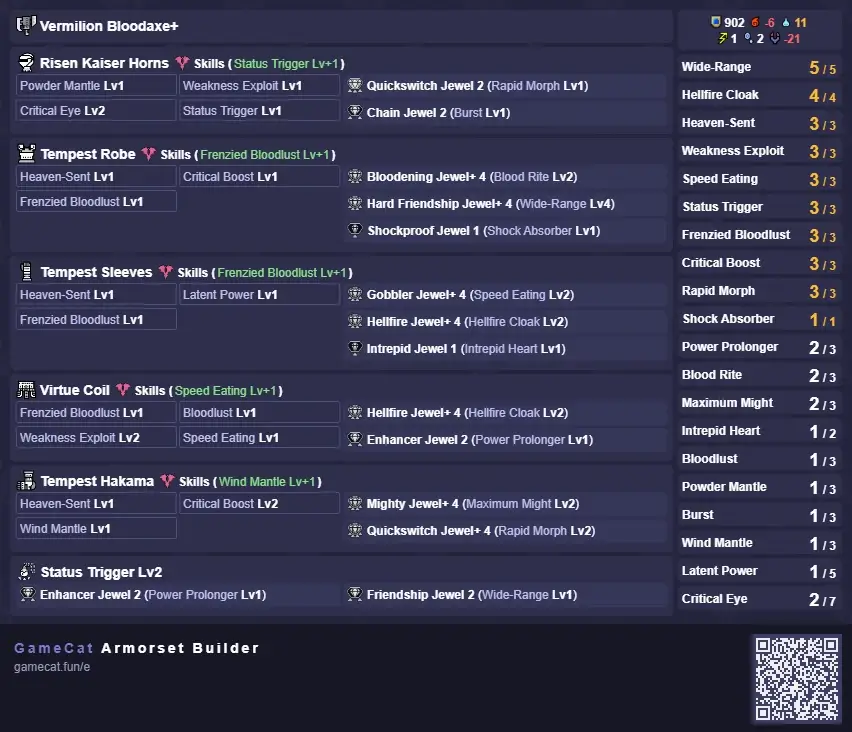 Vermilion Bloodaxe+
902 -6 11
1 2 -21
Risen Kaiser Horns Skills ( Status Trigger Lv+1 )
Powder Mantle Lv1 Weakness Exploit Lv1
Critical Eye Lv2 Status Trigger Lv1
Quickswitch Jewel 2 (Rapid Morph Lv1)
Chain Jewel 2 (Burst Lv1)
Tempest Robe Skills ( Frenzied Bloodlust Lv+1 )
Heaven-Sent Lv1 Critical Boost Lv1
Frenzied Bloodlust Lv1
Bloodening Jewel+ 4 (Blood Rite Lv2)
Hard Friendship Jewel+ 4 (Wide-Range Lv4)
Shockproof Jewel 1 (Shock Absorber Lv1)
Tempest Sleeves Skills ( Frenzied Bloodlust Lv+1 )
Heaven-Sent Lv1 Latent Power Lv1
Frenzied Bloodlust Lv1
Gobbler Jewel+ 4 (Speed Eating Lv2)
Hellfire Jewel+ 4 (Hellfire Cloak Lv2)
Intrepid Jewel 1 (Intrepid Heart Lv1)
Virtue Coil Skills ( Speed Eating Lv+1 )
Frenzied Bloodlust Lv1 Bloodlust Lv1
Weakness Exploit Lv2 Speed Eating Lv1
Hellfire Jewel+ 4 (Hellfire Cloak Lv2)
Enhancer Jewel 2 (Power Prolonger Lv1)
Tempest Hakama Skills ( Wind Mantle Lv+1 )
Heaven-Sent Lv1 Critical Boost Lv2
Wind Mantle Lv1
Mighty Jewel+ 4 (Maximum Might Lv2)
Quickswitch Jewel+ 4 (Rapid Morph Lv2)
Status Trigger Lv2
Enhancer Jewel 2 (Power Prolonger Lv1) Friendship Jewel 2 (Wide-Range Lv1)
Wide-Range 5 / 5
Hellfire Cloak 4 / 4
Heaven-Sent 3 / 3
Weakness Exploit 3 / 3
Speed Eating 3 / 3
Status Trigger 3 / 3
Frenzied Bloodlust 3 / 3
Critical Boost 3 / 3
Rapid Morph 3 / 3
Shock Absorber 1 / 1
Power Prolonger 2 / 3
Blood Rite 2 / 3
Maximum Might 2 / 3
Intrepid Heart 1 / 2
Bloodlust 1 / 3
Powder Mantle 1 / 3
Burst 1 / 3
Wind Mantle 1 / 3
Latent Power 1 / 5
Critical Eye 2 / 7
GameCat Armorset Builder
gamecat.fun/e